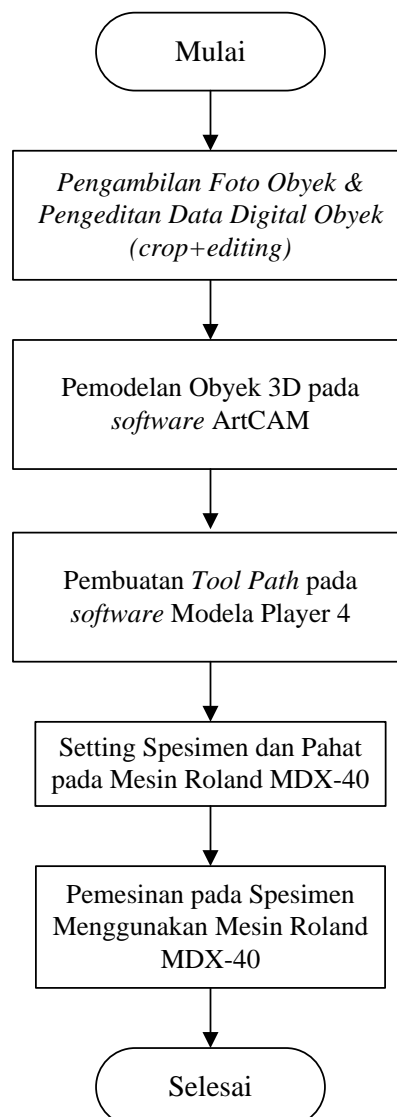 Mulai
Pengambilan Foto Obyek &
Pengeditan Data Digital Obyek
(crop+editing)
Pemodelan Obyek 3D pada
software ArtCAM
Pembuatan Tool Path pada
software Modela Player 4
Setting Spesimen dan Pahat
pada Mesin Roland MDX-40
Pemesinan pada Spesimen
Menggunakan Mesin Roland
MDX-40
Selesai